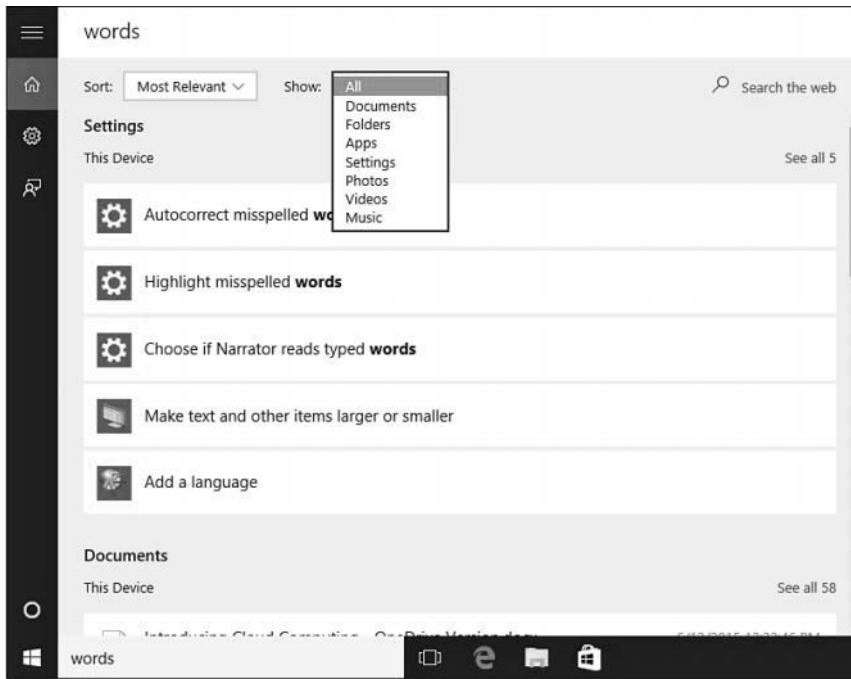 words
Sort: Most Relevant Show: All Search the web
Documents
Folders
Apps
Settings
Photos
Videos
Music
Settings
This Device See all 5
Autocorrect misspelled
Highlight misspelled words
Choose if Narrator reads typed words
Make text and other items larger or smaller
Add a language
Documents
This Device See all 58
words